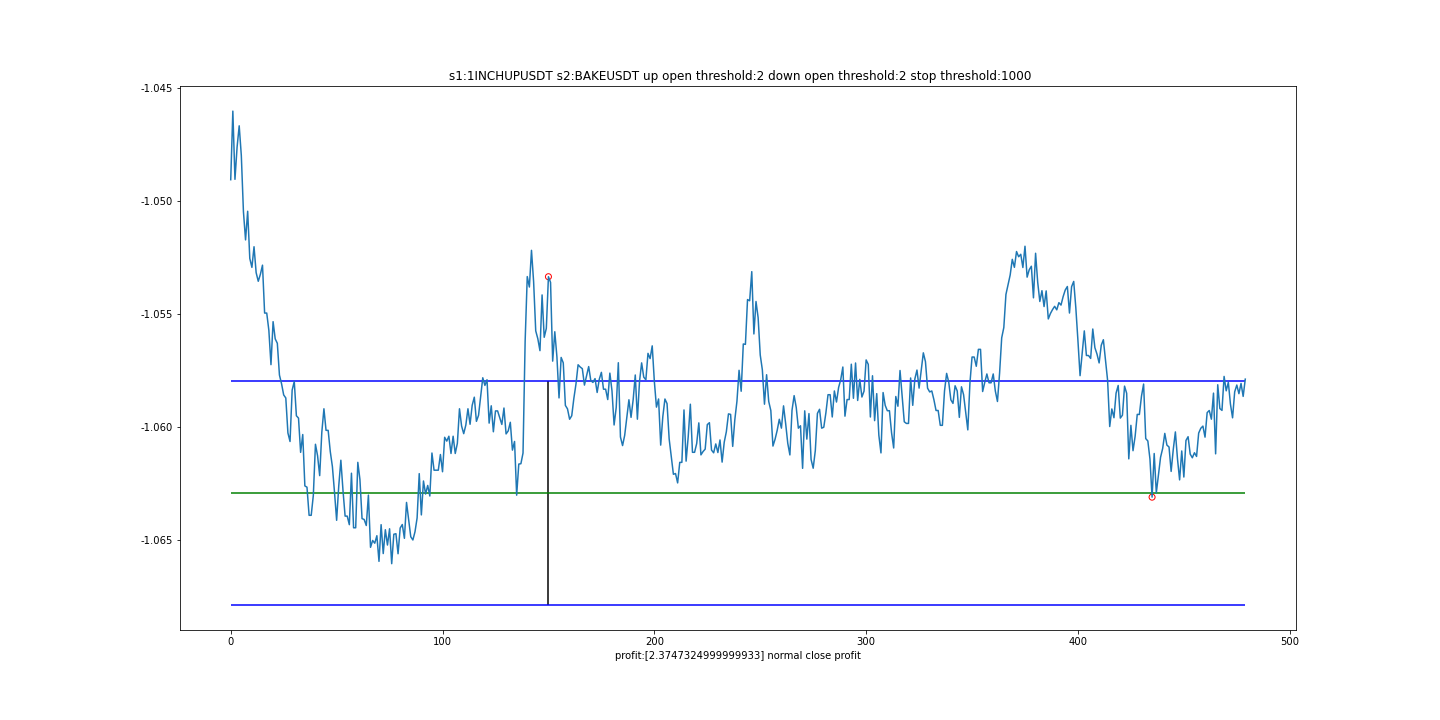 s1:1INCHUPUSDT s2:BAKEUSDT up open threshold:2 down open threshold:2 stop threshold:1000
-1.045
-1.050
-1.055
-1.060
-1.065
0 100 200 300 400 500
profit:[2.3747324999999933] normal close profit